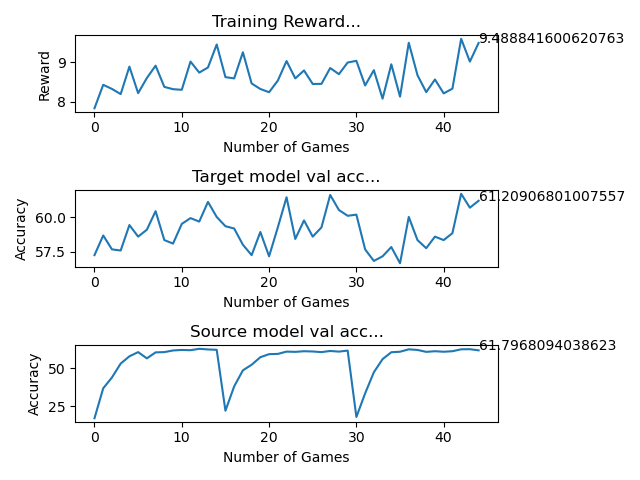 Training Reward...
9.488841600620763
9
8
Reward
0 10 20 30 40
Number of Games
Target model val acc...
61.20906801007557
60.0
57.5
Accuracy
0 10 20 30 40
Number of Games
Source model val acc...
61.7968094038623
50
25
Accuracy
0 10 20 30 40
Number of Games